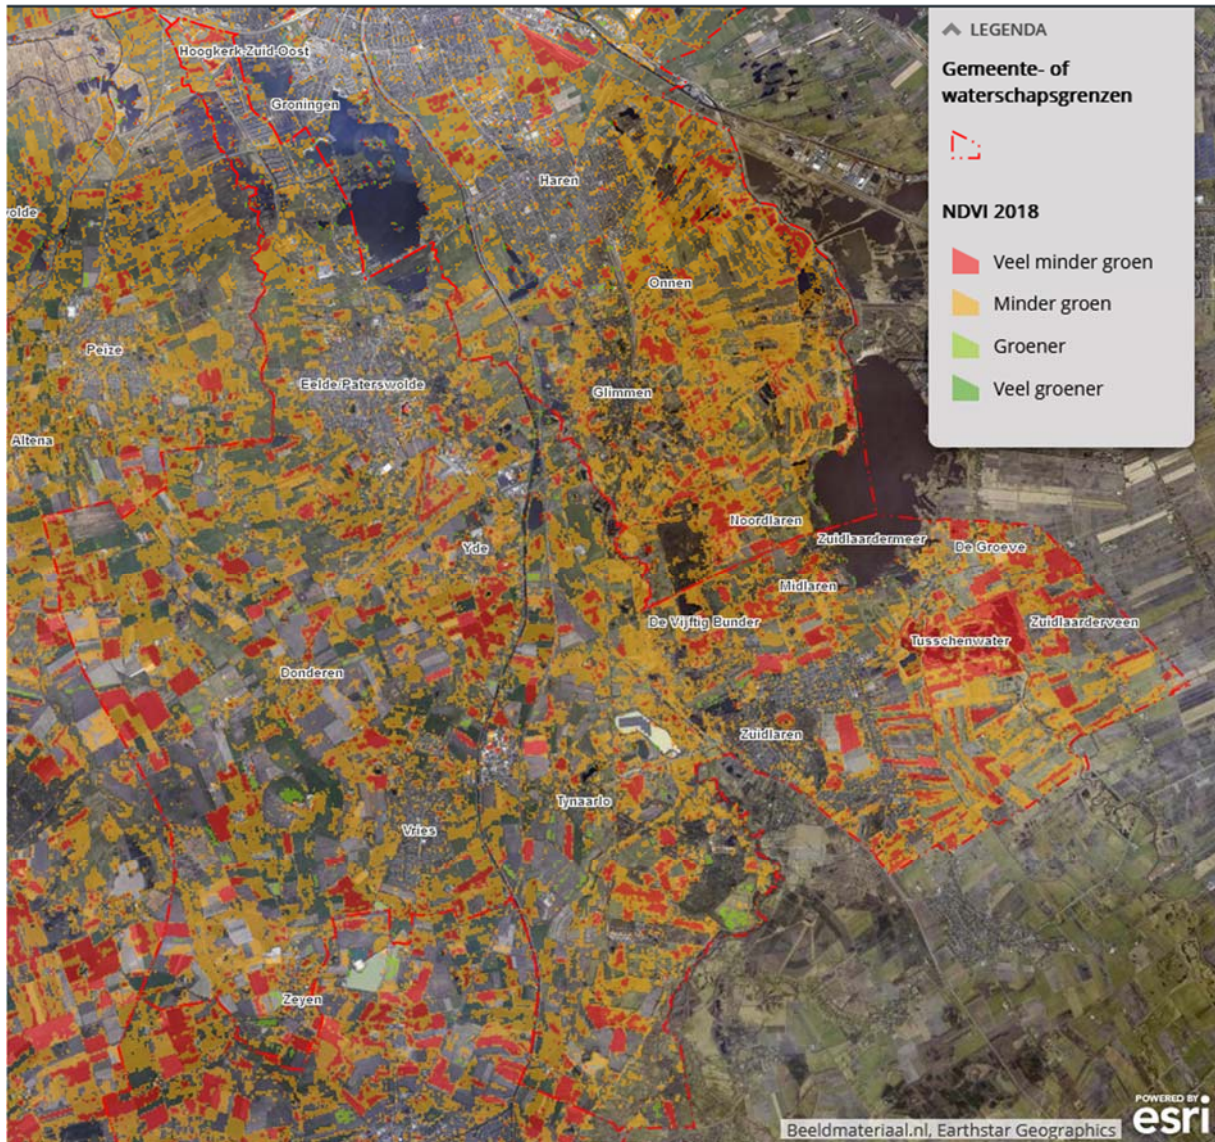 LEGENDA
Gemeente- of
waterschapsgrenzen
NDVI 2018
Veel minder groen
Minder groen
Groener
Veel groener
Hoogkerk Zuid-Oost
Groningen
Haren
volde
Onnen
Peize
Eelde/Paterswolde
Glimmen
Altena
Noordlaren
Zuidlaardermeer
De Groeve
Yde
Midlaren
De Vijftig Bunder
Zuidlaarderveen
Tusschenwater
Donderen
Zuidlaren
Tynaarlo
Vries
Zeyen
POWERED BY
esri
Beeldmateriaal.nl, Earthstar Geographics